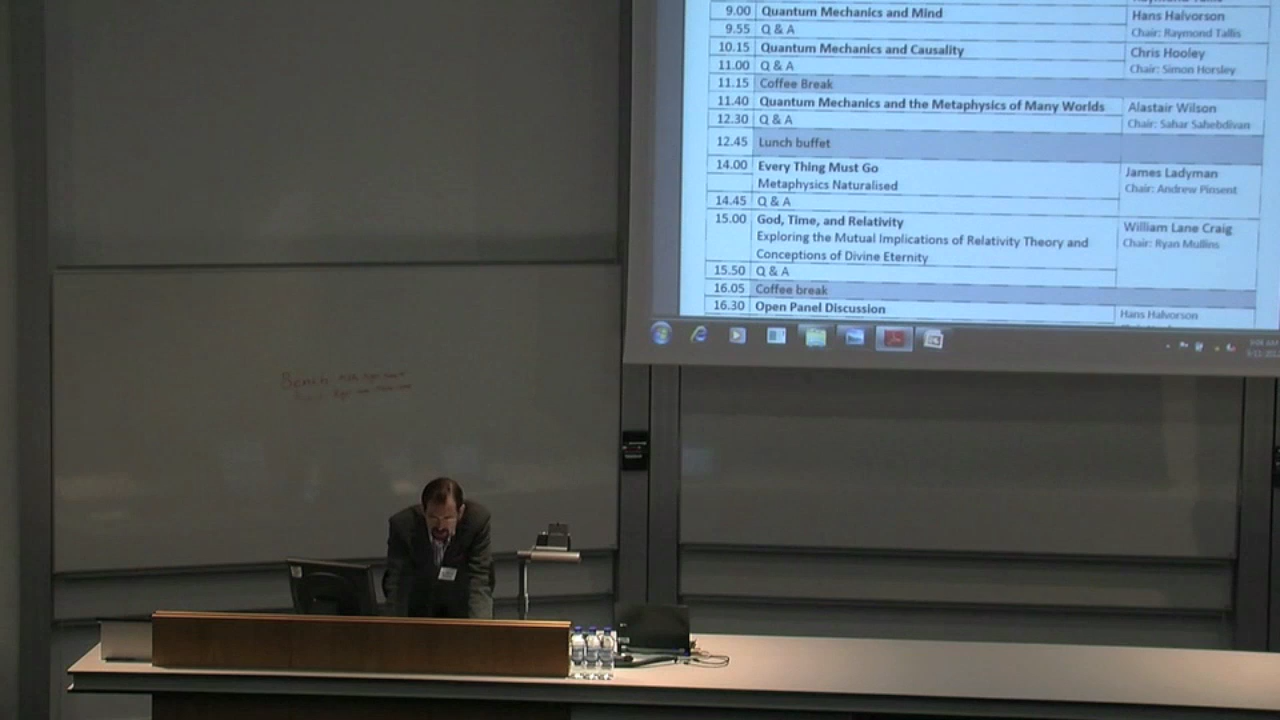 9.00 Quantum Mechanics and Mind
Hans Halvorson
9.55 Q & A
Chair: Raymond Tallis
10.15 Quantum Mechanics and Causality
Chris Hooley
11.00 Q & A
Chair: Simon Horsley
11.15 Coffee Break
11.40 Quantum Mechanics and the Metaphysics of Many Worlds
Alastair Wilson
12.30 Q & A
Chair: Sahar Sahebdivan
12.45 Lunch buffet
14.00 Every Thing Must Go
James Ladyman
Metaphysics Naturalised
Chair: Andrew Pinsent
14.45 Q & A
15.00 God, Time, and Relativity
William Lane Craig
Exploring the Mutual Implications of Relativity Theory and
Chair: Ryan Mullins
Conceptions of Divine Eternity
15.50 Q & A
16.05 Coffee break
16.30 Open Panel Discussion
Hans Halvorson